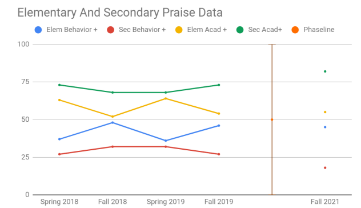 Elementary And Secondary Praise Data
Elem Behavior + Sec Behavior + Elem Acad + Sec Acad+ Phaseline
100
75
50
25
0
Spring 2018 Fall 2018 Spring 2019 Fall 2019 Fall 2021